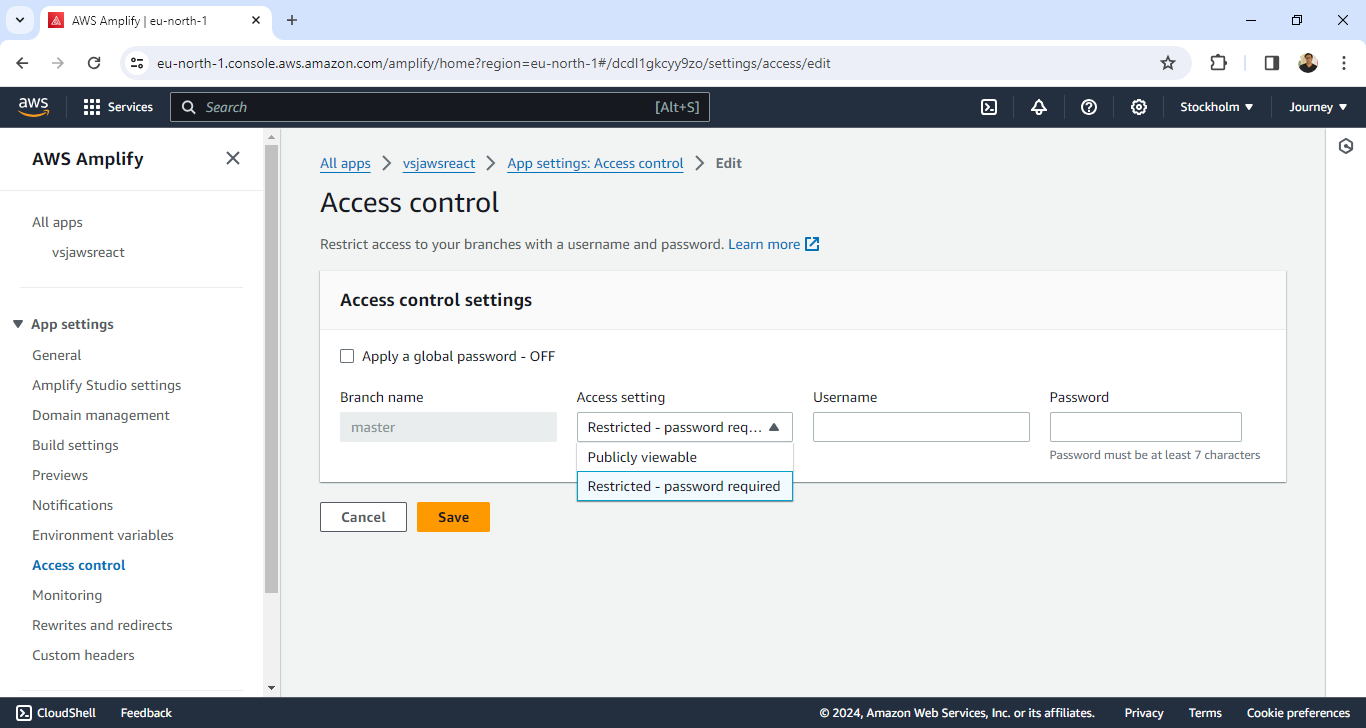 AWS Amplify | eu-north-1
eu-north-1.console.aws.amazon.com/amplify/home?region=eu-north-1#/dcdl1gkcyy9zo/settings/access/edit
aws Services Search [Alt+S] Stockholm Journey
AWS Amplify
All apps
vsjawsreact
App settings
General
Amplify Studio settings
Domain management
Build settings
Previews
Notifications
Environment variables
Access control
Monitoring
Rewrites and redirects
Custom headers
All apps vsjawsreact App settings: Access control Edit
Access control
Restrict access to your branches with a username and password. Learn more
Access control settings
Apply a global password - OFF
Branch name Access setting Username Password
master Restricted - password req...
Password must be at least 7 characters
Publicly viewable
Restricted - password required
Cancel Save
CloudShell Feedback © 2024, Amazon Web Services, Inc. or its affiliates. Privacy Terms Cookie preferences